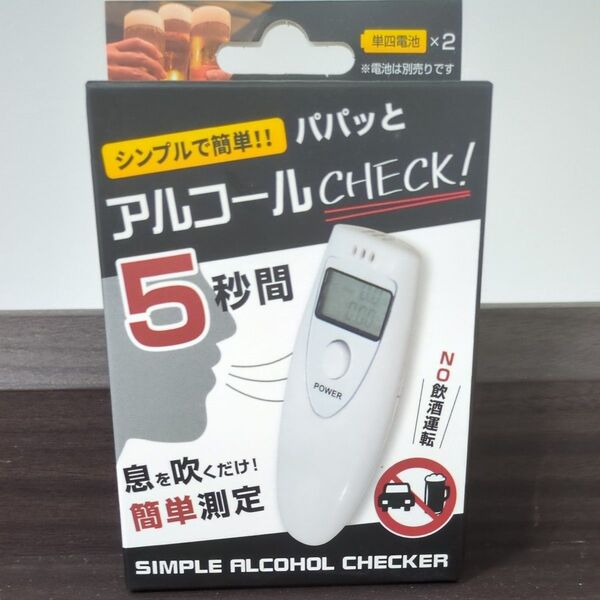 単四電池 ×2
※電池は別売りです
シンプルで簡単!!
パパッと
アルコールCHECK!
5秒間
POWER
息を吹くだけ!
簡単測定
NO飲酒運転
SIMPLE ALCOHOL CHECKER